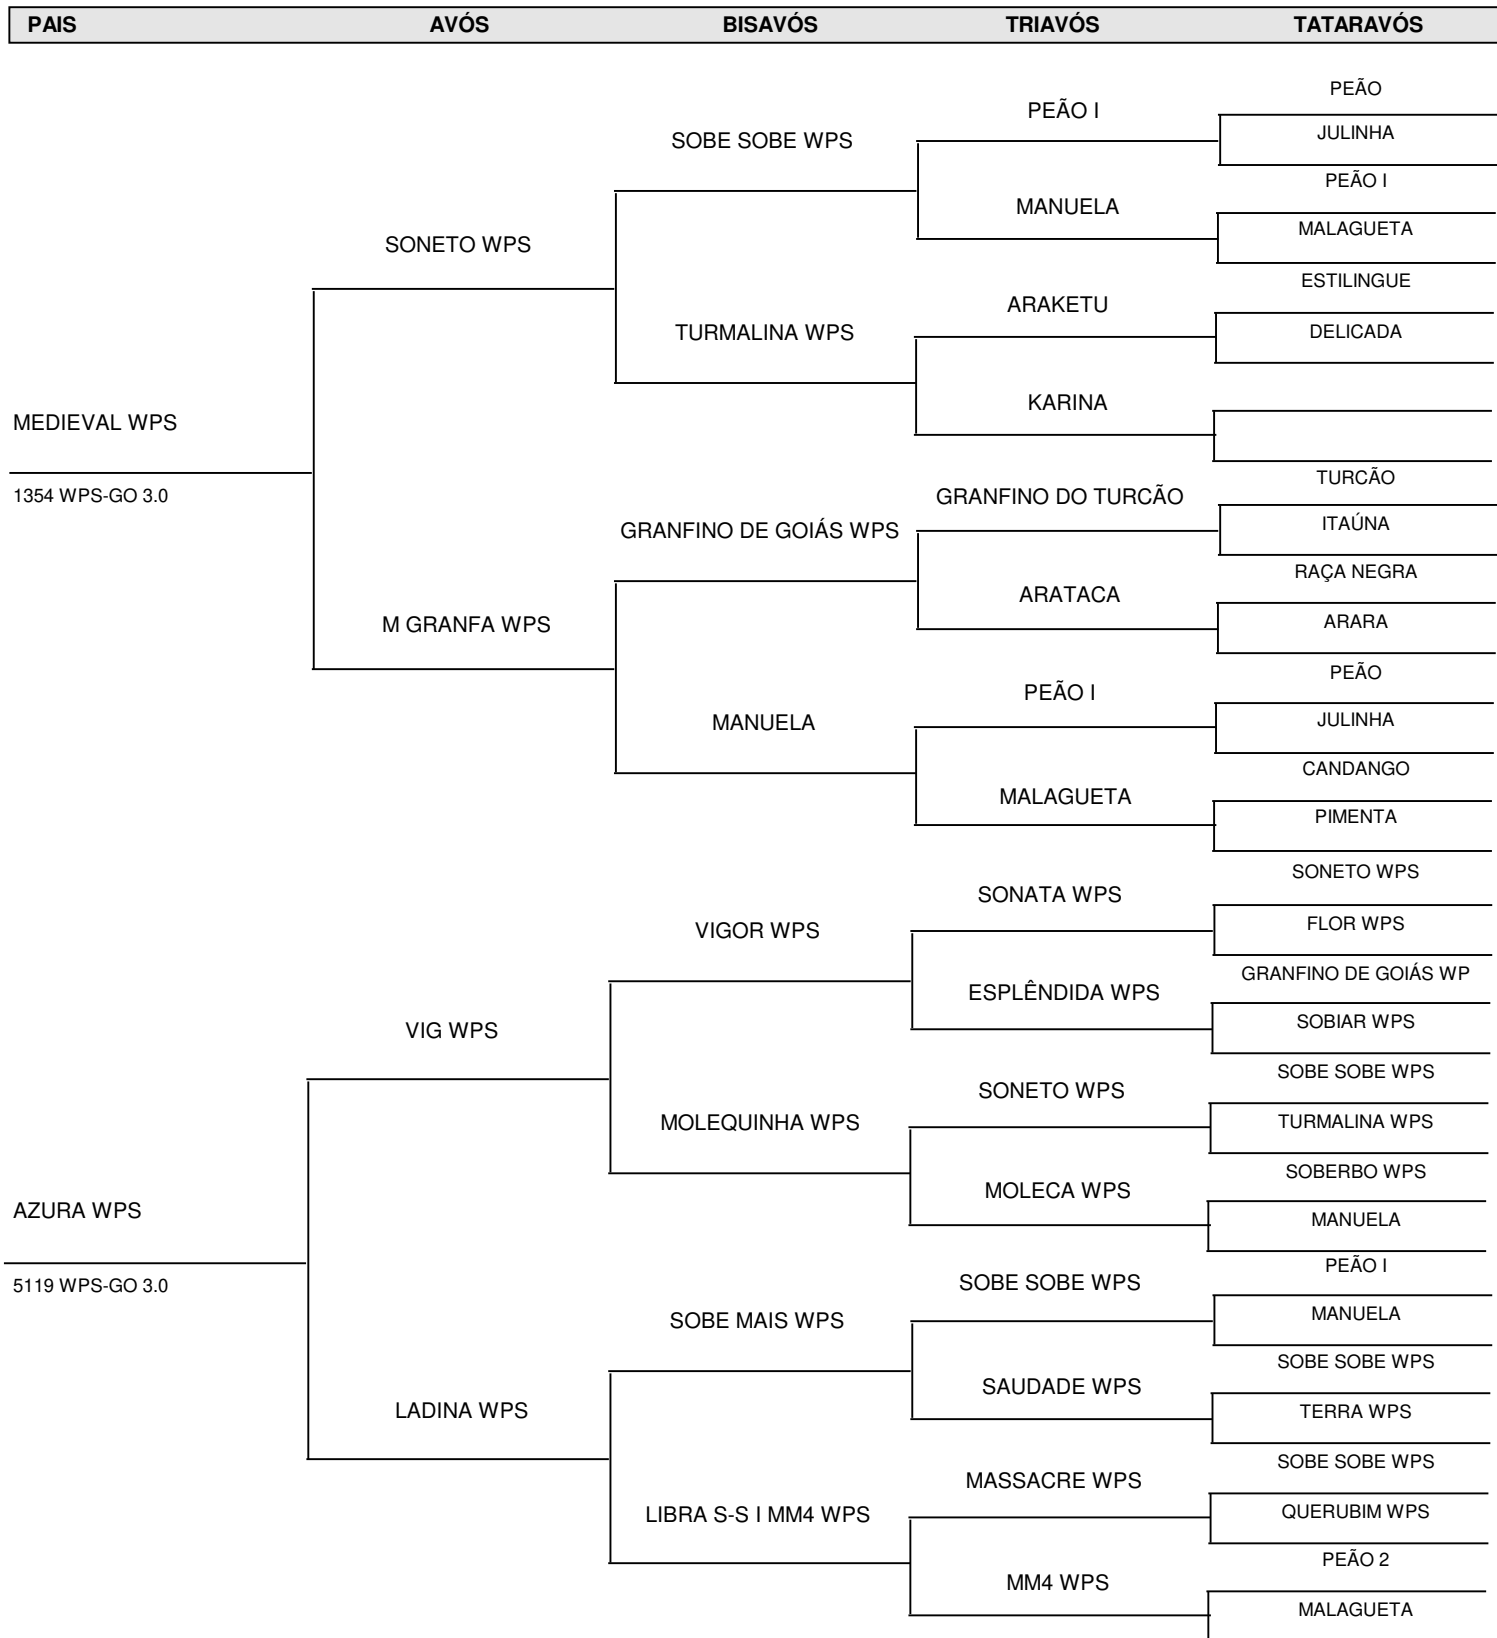 PAIS AVÓS BISAVÓS TRIAVÓS TATARAVÓS
PEÃO
PEÃO I
JULINHA
SOBE SOBE WPS
PEÃO I
MANUELA
MALAGUETA
SONETO WPS
ESTILINGUE
ARAKETU
TURMALINA WPS
DELICADA
KARINA
MEDIEVAL WPS
TURCÃO
1354 WPS-GO 3.0
GRANFINO DO TURCÃO
ITAÚNA
GRANFINO DE GOIÁS WPS
RAÇA NEGRA
ARATACA
M GRANFA WPS
ARARA
PEÃO
PEÃO I
MANUELA
JULINHA
CANDANGO
MALAGUETA
PIMENTA
SONETO WPS
SONATA WPS
VIGOR WPS
FLOR WPS
GRANFINO DE GOIÁS WP
ESPLÊNDIDA WPS
SOBIAR WPS
VIG WPS
SOBE SOBE WPS
SONETO WPS
MOLEQUINHA WPS
TURMALINA WPS
SOBERBO WPS
MOLECA WPS
AZURA WPS
MANUELA
PEÃO I
5119 WPS-GO 3.0
SOBE SOBE WPS
SOBE MAIS WPS
MANUELA
SOBE SOBE WPS
SAUDADE WPS
LADINA WPS
TERRA WPS
SOBE SOBE WPS
MASSACRE WPS
LIBRA S-S I MM4 WPS
QUERUBIM WPS
PEÃO 2
MM4 WPS
MALAGUETA